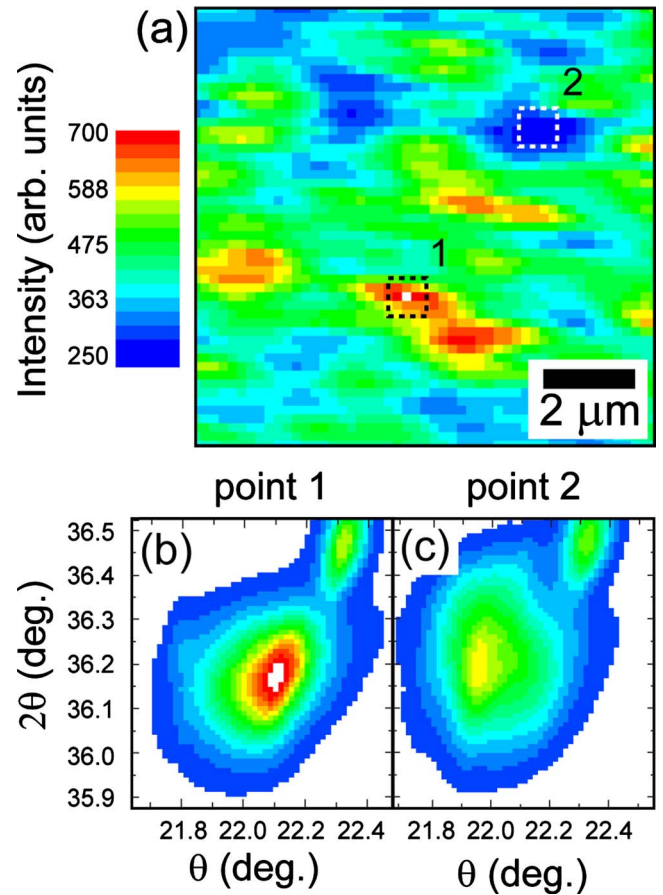 (a)
2
Intensity (arb. units)
700
588
475
363
250
1
2 μm
point 1
point 2
(b)
(c)
2θ (deg.)
36.5
36.4
36.3
36.2
36.1
36.0
35.9
21.8 22.0 22.2 22.4
21.8 22.0 22.2 22.4
θ (deg.)
θ (deg.)